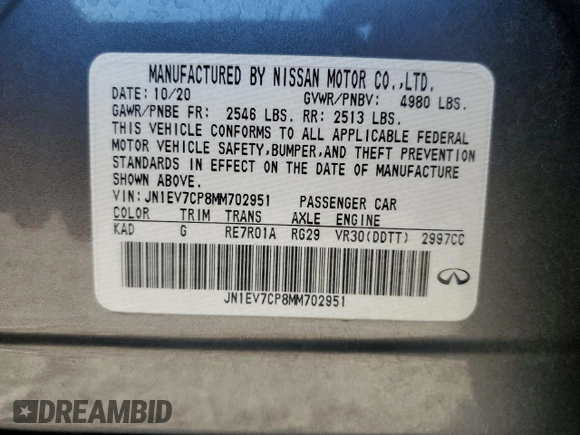 MANUFACTURED BY NISSAN MOTOR CO.,LTD.
DATE: 10/20 GVWR/PNBV: 4980 LBS.
GAWR/PNBE FR: 2546 LBS. RR: 2513 LBS.
THIS VEHICLE CONFORMS TO ALL APPLICABLE FEDERAL
MOTOR VEHICLE SAFETY,BUMPER,AND THEFT PREVENTION
STANDARDS IN EFFECT ON THE DATE OF MANUFACTURE
SHOWN ABOVE.
VIN: JN1EV7CP8MM702951 PASSENGER CAR
COLOR TRIM TRANS AXLE ENGINE
KAD G RE7R01A RG29 VR30(DDTT) 2997CC
JN1EV7CP8MM702951
DREAMBID